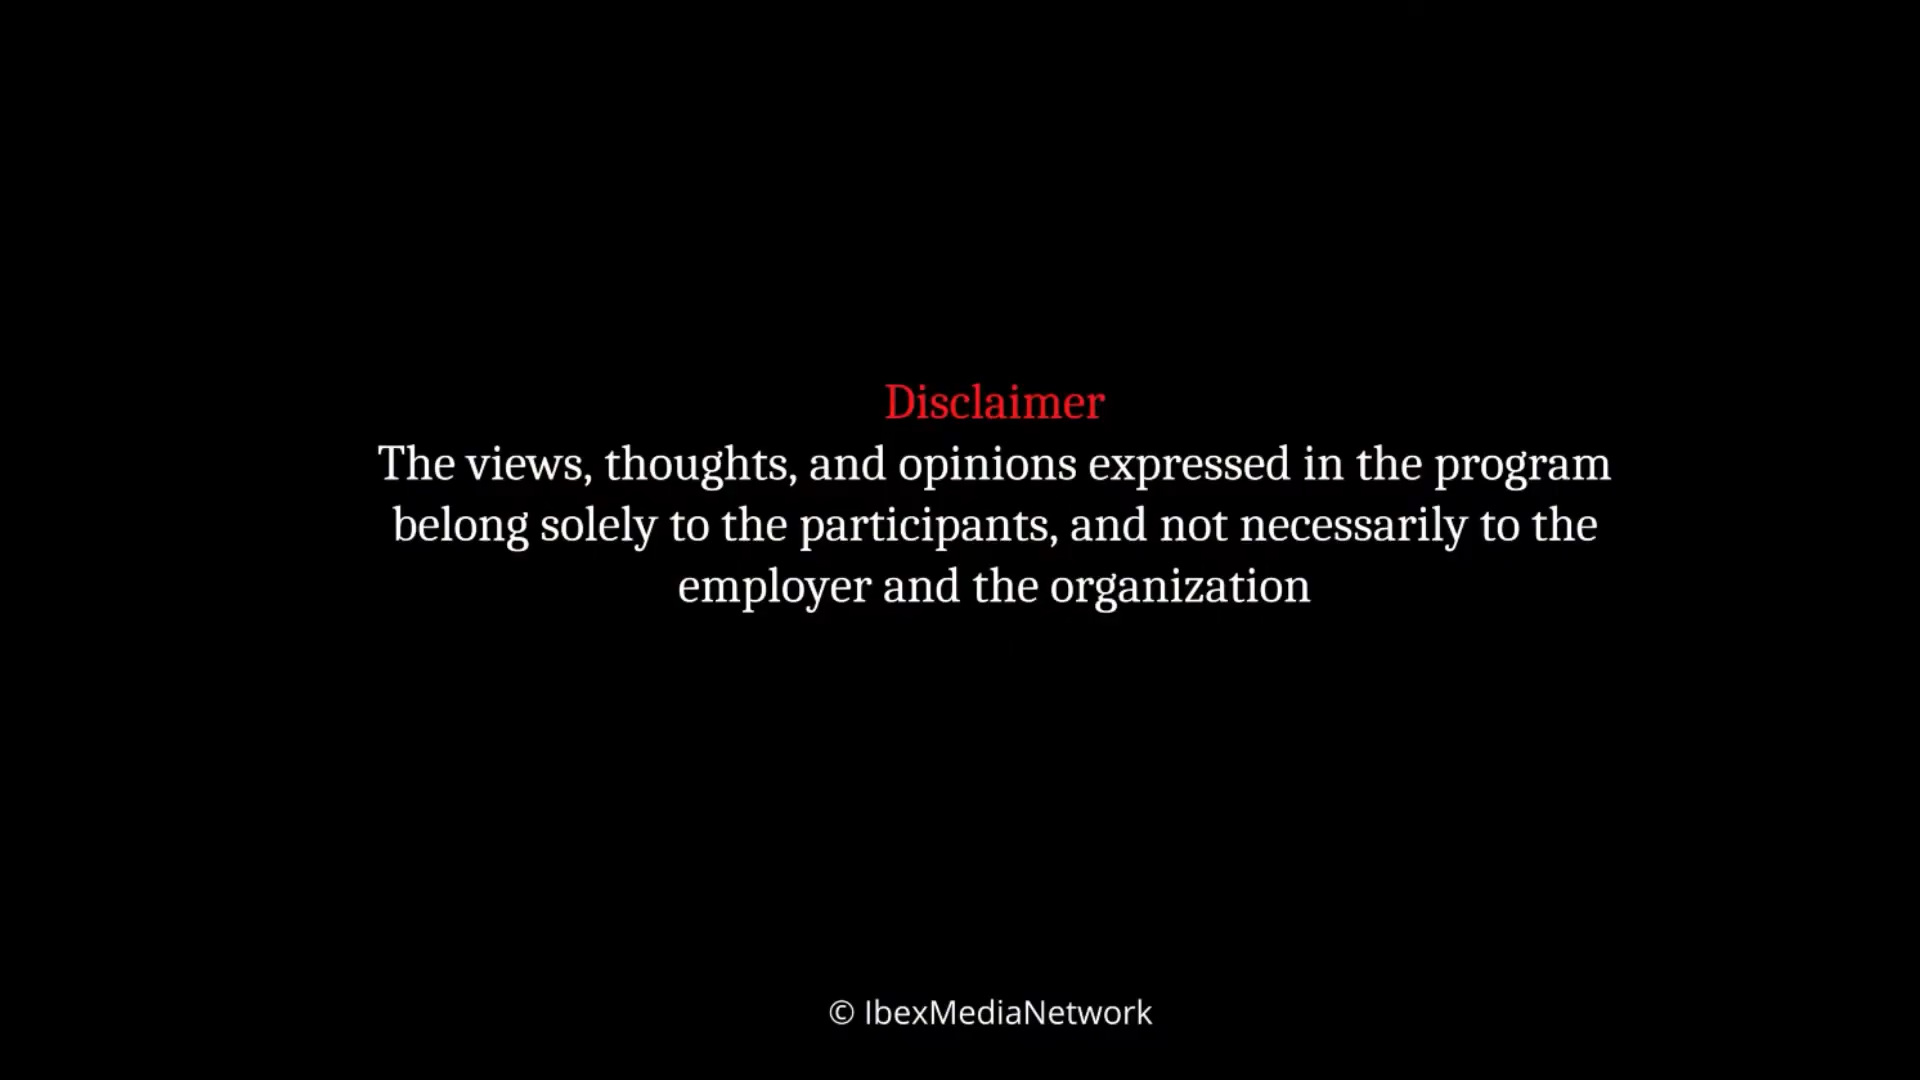 Disclaimer
The views, thoughts, and opinions expressed in the program
belong solely to the participants, and not necessarily to the
employer and the organization
© IbexMediaNetwork